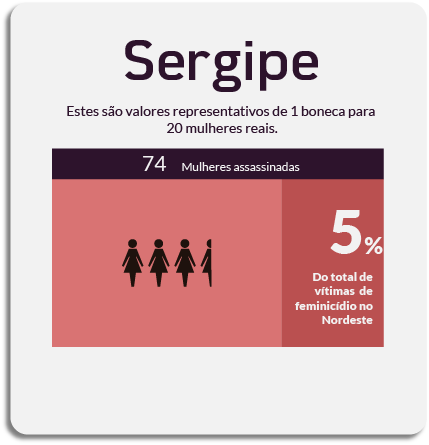 Sergipe
Estes são valores representativos de 1 boneca para
20 mulheres reais.
74 Mulheres assassinadas
5%
Do total de
vítimas de
feminicídio no
Nordeste